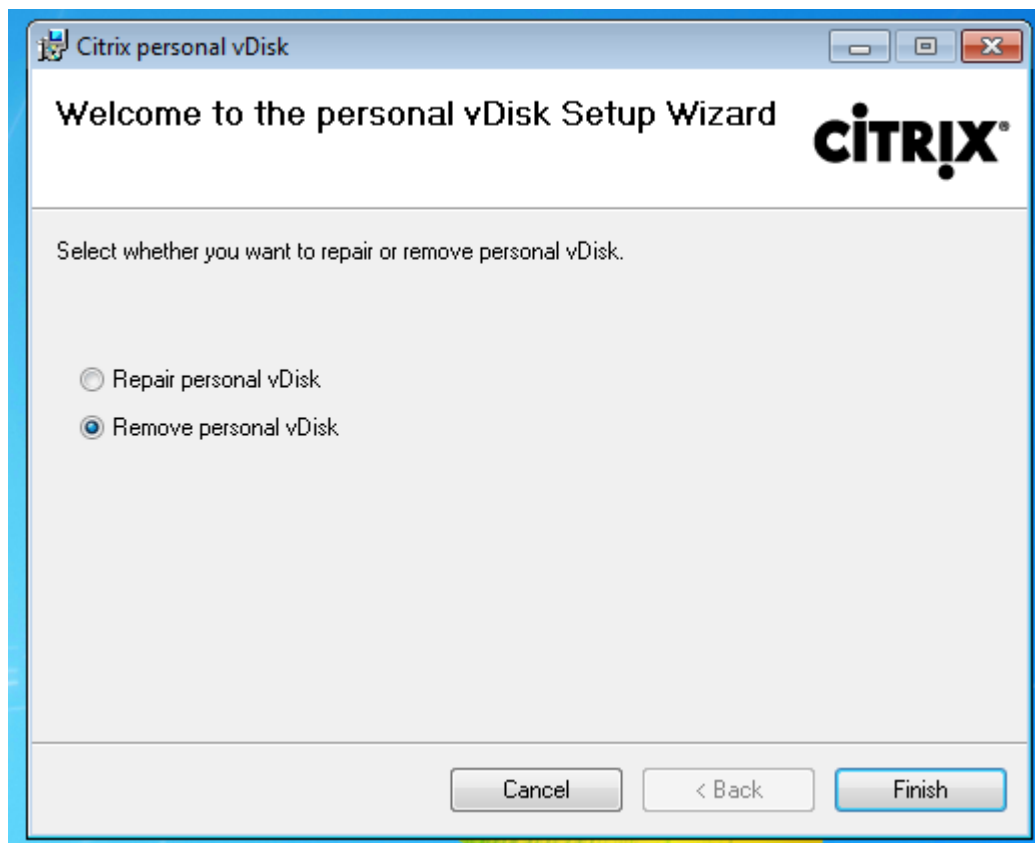 Citrix personal vDisk
Welcome to the personal vDisk Setup Wizard
CITRIX®
Select whether you want to repair or remove personal vDisk.
Repair personal vDisk
Remove personal vDisk
Cancel
< Back
Finish